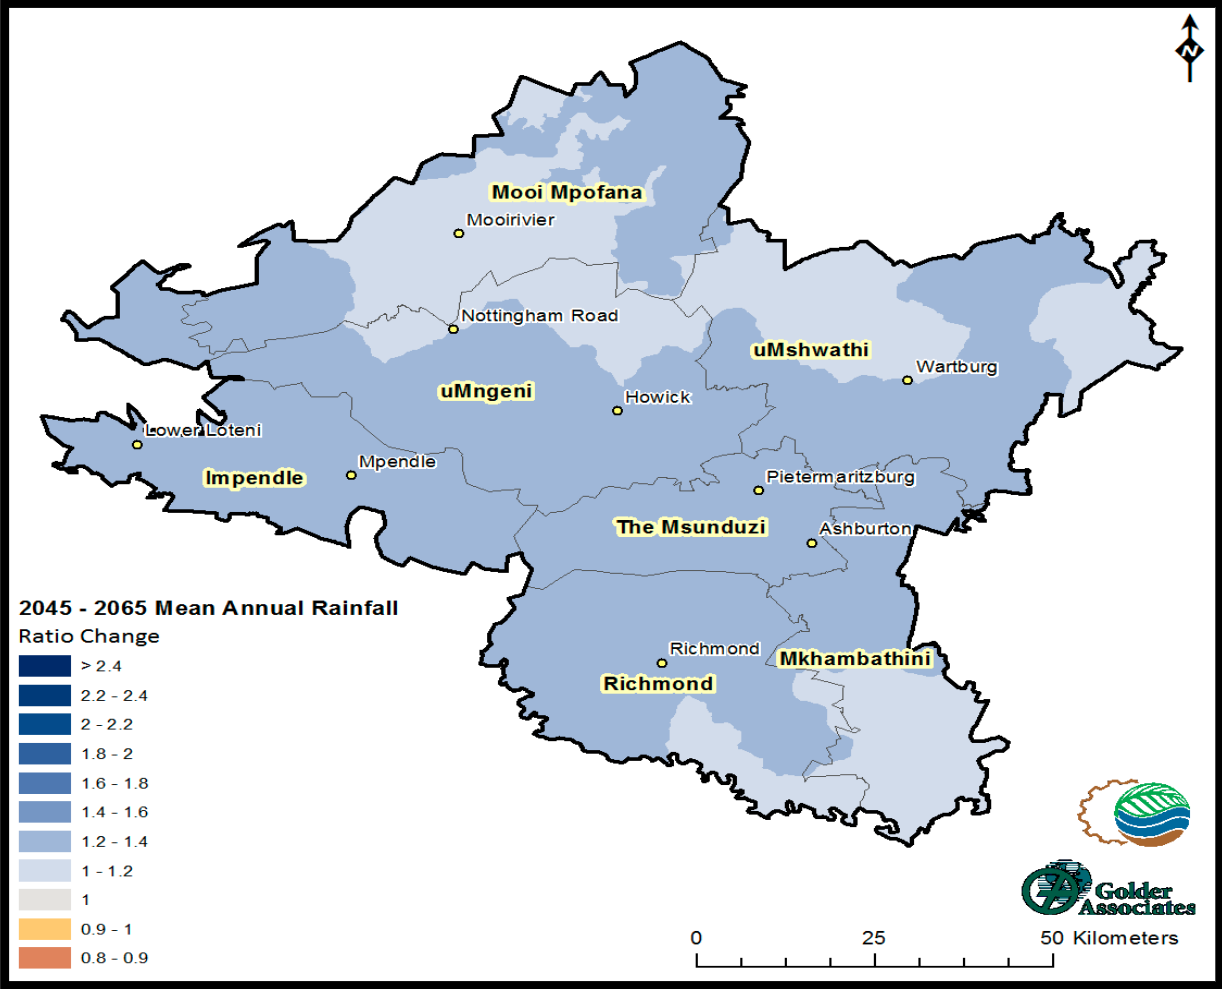 N
Mooi Mpofana
Mooirivier
Nottingham Road
uMshwathi
Wartburg
uMngeni
Howick
Lower Loteni
Mpendle
Impendle
Pietermaritzburg
The Msunduzi
Ashburton
Richmond
Mkhambathini
Richmond
2045 - 2065 Mean Annual Rainfall
Ratio Change
> 2.4
2.2 - 2.4
2 - 2.2
1.8 - 2
1.6 - 1.8
1.4 - 1.6
1.2 - 1.4
1 - 1.2
1
0.9 - 1
0.8 - 0.9
Golder
Associates
0 25 50 Kilometers